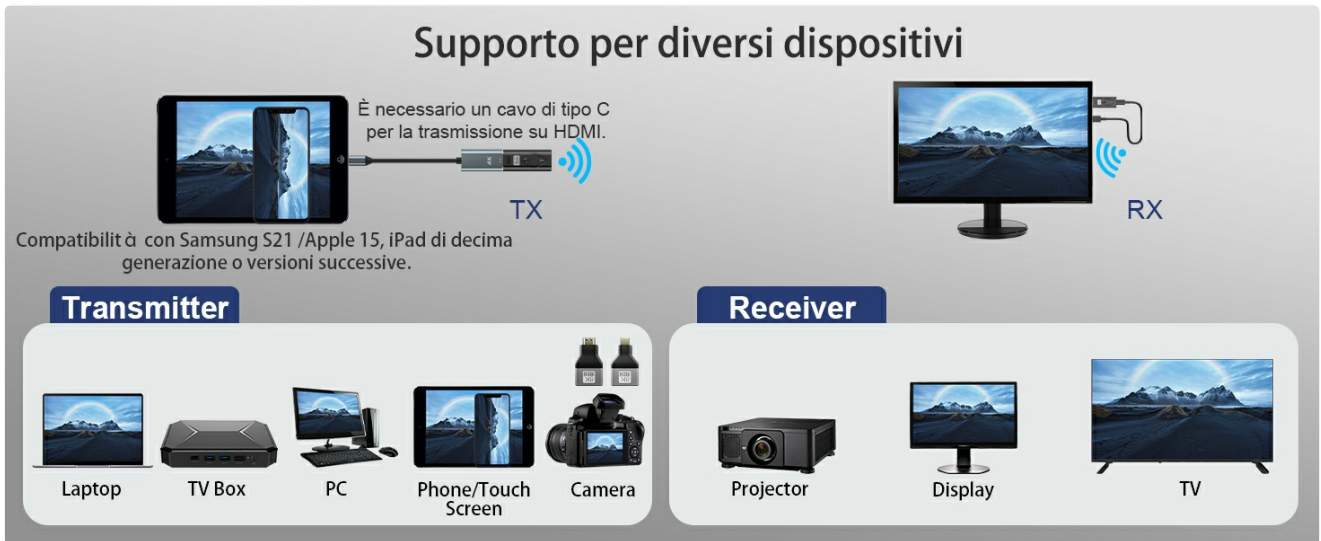 Supporto per diversi dispositivi
È necessario un cavo di tipo C
per la trasmissione su HDMI.
4K
TX
RX
Compatibilit à con Samsung S21 /Apple 15, iPad di decima
generazione o versioni successive.
Transmitter
Receiver
Laptop
TV Box
PC
Phone/Touch
Screen
Camera
Projector
Display
TV